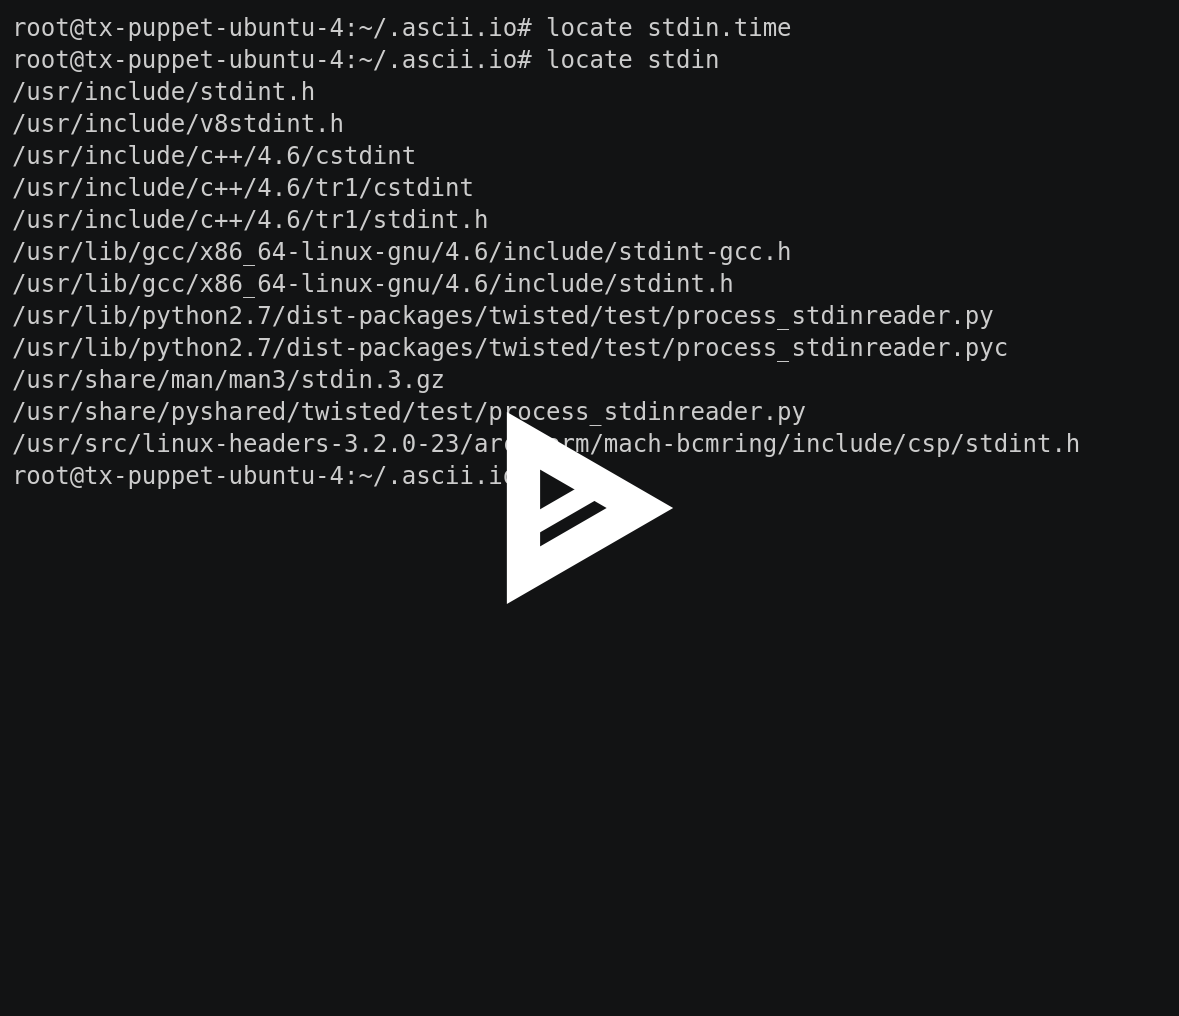 root@tx-puppet-ubuntu-4:~/.ascii.io# locate stdin.time
root@tx-puppet-ubuntu-4:~/.ascii.io# locate stdin
/usr/include/stdint.h
/usr/include/v8stdint.h
/usr/include/c++/4.6/cstdint
/usr/include/c++/4.6/tr1/cstdint
/usr/include/c++/4.6/tr1/stdint.h
/usr/lib/gcc/x86_64-linux-gnu/4.6/include/stdint-gcc.h
/usr/lib/gcc/x86_64-linux-gnu/4.6/include/stdint.h
/usr/lib/python2.7/dist-packages/twisted/test/process_stdinreader.py
/usr/lib/python2.7/dist-packages/twisted/test/process_stdinreader.pyc
/usr/share/man/man3/stdin.3.gz
/usr/share/pyshared/twisted/test/process_stdinreader.py
/usr/src/linux-headers-3.2.0-23/arch/arm/mach-bcmring/include/csp/stdint.h
root@tx-puppet-ubuntu-4:~/.ascii.io